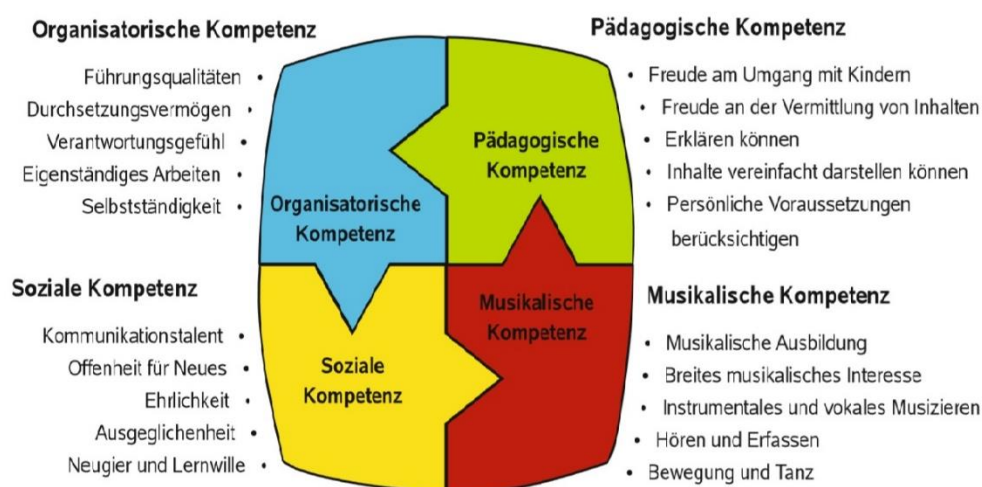 Organisatorische Kompetenz
Führungsqualitäten •
Durchsetzungsvermögen •
Verantwortungsgefühl •
Eigenständiges Arbeiten •
Selbstständigkeit •
Pädagogische Kompetenz
• Freude am Umgang mit Kindern
• Freude an der Vermittlung von Inhalten
• Erklären können
• Inhalte vereinfacht darstellen können
• Persönliche Voraussetzungen
berücksichtigen
Organisatorische
Kompetenz
Pädagogische
Kompetenz
Soziale
Kompetenz
Musikalische
Kompetenz
Soziale Kompetenz
Kommunikationstalent •
Offenheit für Neues •
Ehrlichkeit •
Ausgeglichenheit •
Neugier und Lernwille •
Musikalische Kompetenz
• Musikalische Ausbildung
• Breites musikalisches Interesse
• Instrumentales und vokales Musizieren
• Hören und Erfassen
• Bewegung und Tanz